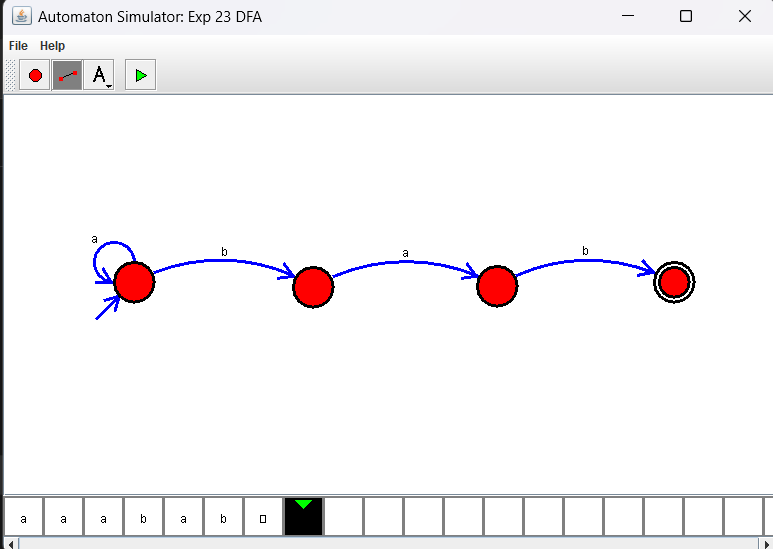 Automaton Simulator: Exp 23 DFA
File Help
A
a
b
a
b
a a a b a b □